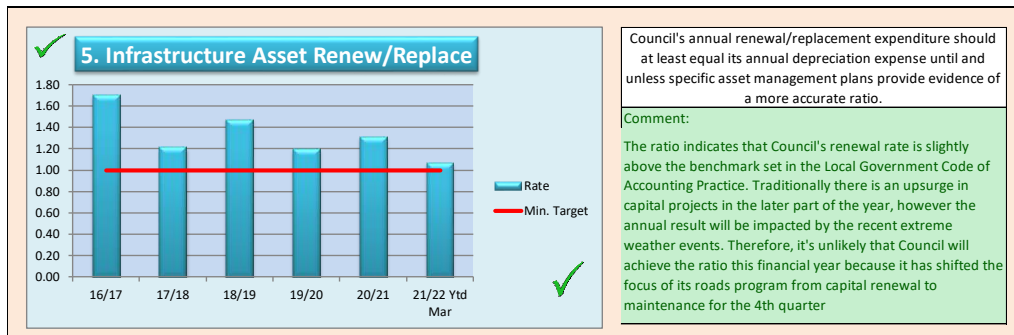 5. Infrastructure Asset Renew/Replace
1.80
1.60
1.40
1.20
1.00
0.80
0.60
0.40
0.20
0.00
16/17 17/18 18/19 19/20 20/21 21/22 Ytd
Mar
Rate
Min. Target
Council's annual renewal/replacement expenditure should
at least equal its annual depreciation expense until and
unless specific asset management plans provide evidence of
a more accurate ratio.
Comment:
The ratio indicates that Council's renewal rate is slightly
above the benchmark set in the Local Government Code of
Accounting Practice. Traditionally there is an upsurge in
capital projects in the later part of the year, however the
annual result will be impacted by the recent extreme
weather events. Therefore, it's unlikely that Council will
achieve the ratio this financial year because it has shifted the
focus of its roads program from capital renewal to
maintenance for the 4th quarter